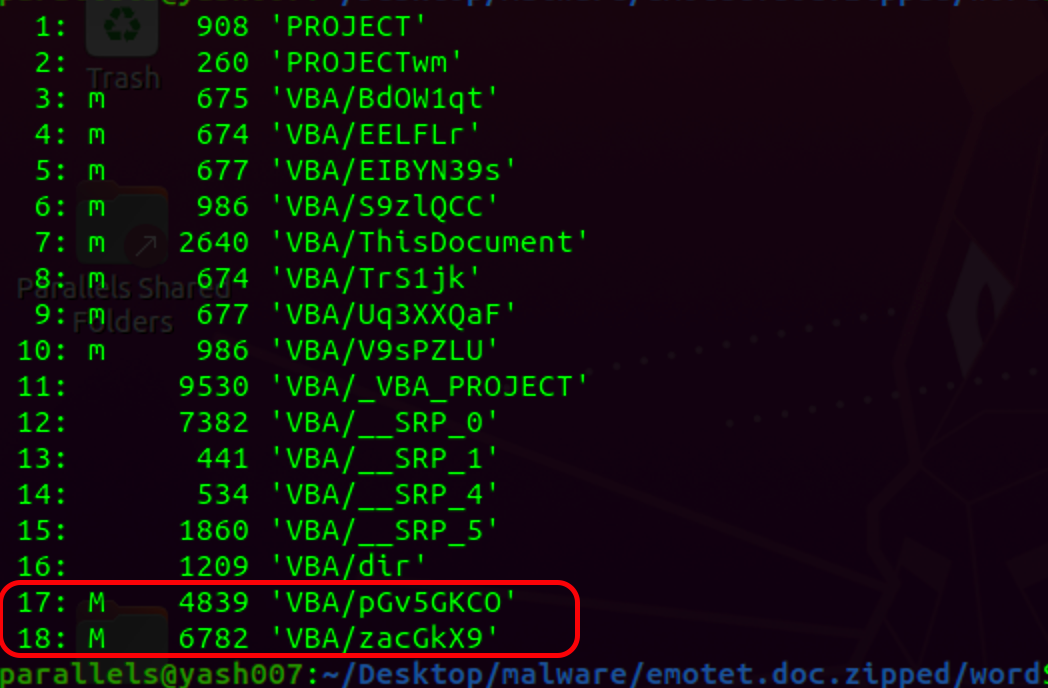 1:       908 'PROJECT'
2:       260 'PROJECTwm'
Trash
3: m     675 'VBA/BdOW1qt'
4: m     674 'VBA/EELFLr'
5: m     677 'VBA/EIBYN39s'
6: m     986 'VBA/S9zlQCC'
7: m    2640 'VBA/ThisDocument'
8: m     674 'VBA/TrS1jk'
Parallels Shared
Folders
9: m     677 'VBA/Uq3XXQaF'
10: m     986 'VBA/V9sPZLU'
11:      9530 'VBA/_VBA_PROJECT'
12:      7382 'VBA/__SRP_0'
13:       441 'VBA/__SRP_1'
14:       534 'VBA/__SRP_4'
15:      1860 'VBA/__SRP_5'
16:      1209 'VBA/dir'
17: M    4839 'VBA/pGv5GKCO'
18: M    6782 'VBA/zacGkX9'
parallels@yash007:~/Desktop/malware/emotet.doc.zipped/word$